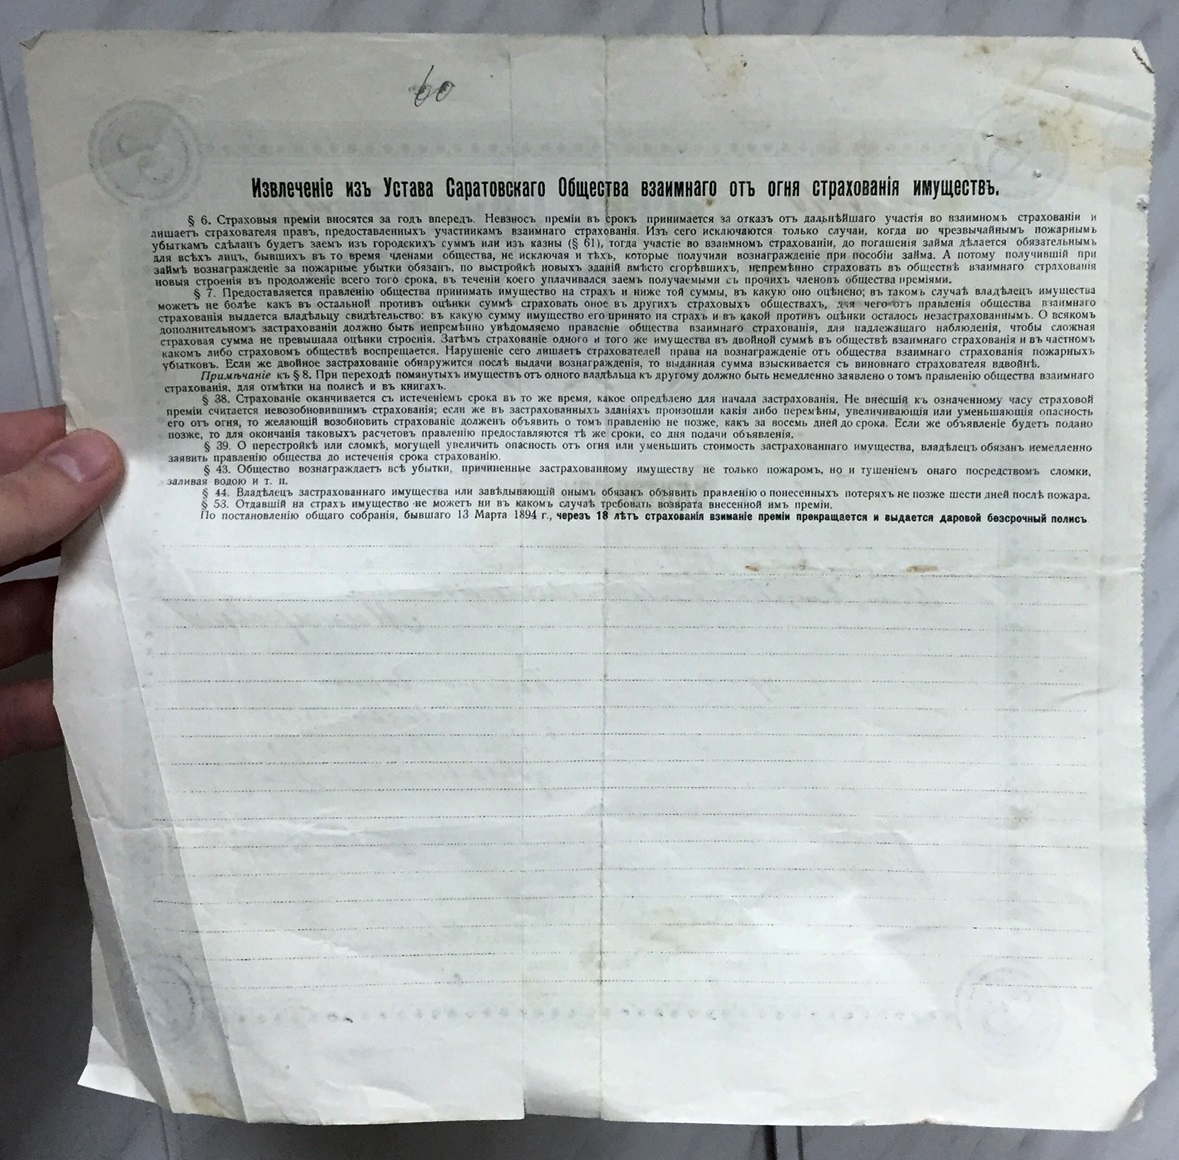 60
Извлеченіе изъ Устава Саратовскаго Общества взаимнаго отъ огня страхованія имуществъ.
§ 6. Страховыя преміи вносятся за годъ впередъ. Невзносъ преміи въ срокъ принимается за отказъ отъ дальнѣйшаго участія во взаимномъ страхованіи и
лишаетъ страхователя правъ, предоставленныхъ участникамъ взаимнаго страхованія. Изъ сего исключаются только случаи, когда по чрезвычайнымъ пожарнымъ
убыткамъ сдѣланъ будетъ заемъ изъ городскихъ суммъ или изъ казны (§ 61), тогда участіе во взаимномъ страхованіи, до погашенія займа дѣлается обязательнымъ
для всѣхъ лицъ, бывшихъ въ то время членами общества, не исключая и тѣхъ, которые получили вознагражденіе при пособіи займа. А потому получившій при
займѣ вознагражденіе за пожарные убытки обязанъ, по выстройкѣ новыхъ зданій вмѣсто сгорѣвшихъ, непремѣнно страховать въ обществѣ взаимнаго страхованія
новыя строенія въ продолженіе всего того срока, въ теченіи коего уплачивался заемъ получаемыми съ прочихъ членовъ общества преміями.
§ 7. Предоставляется правленію общества принимать имущество на страхъ и ниже той суммы, въ какую оно оцѣнено; въ такомъ случаѣ владѣлецъ имущества
можетъ не болѣе какъ въ остальной противъ оцѣнки суммѣ страховать оное въ другихъ страховыхъ обществахъ, для чего отъ правленія общества взаимнаго
страхованія выдается владѣльцу свидѣтельство: въ какую сумму имущество его принято на страхъ и въ какой противъ оцѣнки осталось незастрахованнымъ. О всякомъ
дополнительномъ застрахованіи должно быть непремѣнно увѣдомляемо правленіе общества взаимнаго страхованія, для надлежащаго наблюденія, чтобы сложная
страховая сумма не превышала оцѣнки строенія. Затѣмъ страхованіе одного и того же имущества въ двойной суммѣ въ обществѣ взаимнаго страхованія и въ частномъ
какомъ либо страховомъ обществѣ воспрещается. Нарушеніе сего лишаетъ страхователей права на вознагражденіе отъ общества взаимнаго страхованія пожарныхъ
убытковъ. Если же двойное застрахованіе обнаружится послѣ выдачи вознагражденія, то выданная сумма взыскивается съ виновнаго страхователя вдвойнѣ.
Примѣчаніе къ § 8. При переходѣ помянутыхъ имуществъ отъ одного владѣльца къ другому должно быть немедленно заявлено о томъ правленію общества взаимнаго
страхованія, для отмѣтки на полисѣ и въ книгахъ.
§ 38. Страхованіе оканчивается съ истеченіемъ срока въ то же время, какое опредѣлено для начала застрахованія. Не внесшій къ означенному часу страховой
преміи считается невозобновившимъ страхованія; если же въ застрахованныхъ зданіяхъ произошли какія либо перемѣны, увеличивающія или уменьшающія опасность
его отъ огня, то желающій возобновить страхованіе долженъ объявить о томъ правленію не позже, какъ за восемь дней до срока. Если же объявленіе будетъ подано
позже, то для окончанія таковыхъ расчетовъ правленію предоставляются тѣ же сроки, со дня подачи объявленія.
§ 39. О перестройкѣ или сломкѣ, могущей увеличить опасность отъ огня или уменьшить стоимость застрахованнаго имущества, владѣлецъ обязанъ немедленно
заявить правленію общества до истеченія срока страхованію.
§ 43. Общество вознаграждаетъ всѣ убытки, причиненные застрахованному имуществу не только пожаромъ, но и тушеніемъ онаго посредствомъ сломки,
заливая водою и т. п.
§ 44. Владѣлецъ застрахованнаго имущества или завѣдывающій онымъ обязанъ объявить правленію о понесенныхъ потеряхъ не позже шести дней послѣ пожара.
§ 53. Отдавшій на страхъ имущество не можетъ ни въ какомъ случаѣ требовать возврата внесенной имъ преміи.
По постановленію общаго собранія, бывшаго 13 Марта 1894 г., черезъ 18 лѣтъ страхованія взиманіе преміи прекращается и выдается даровой безсрочный полисъ